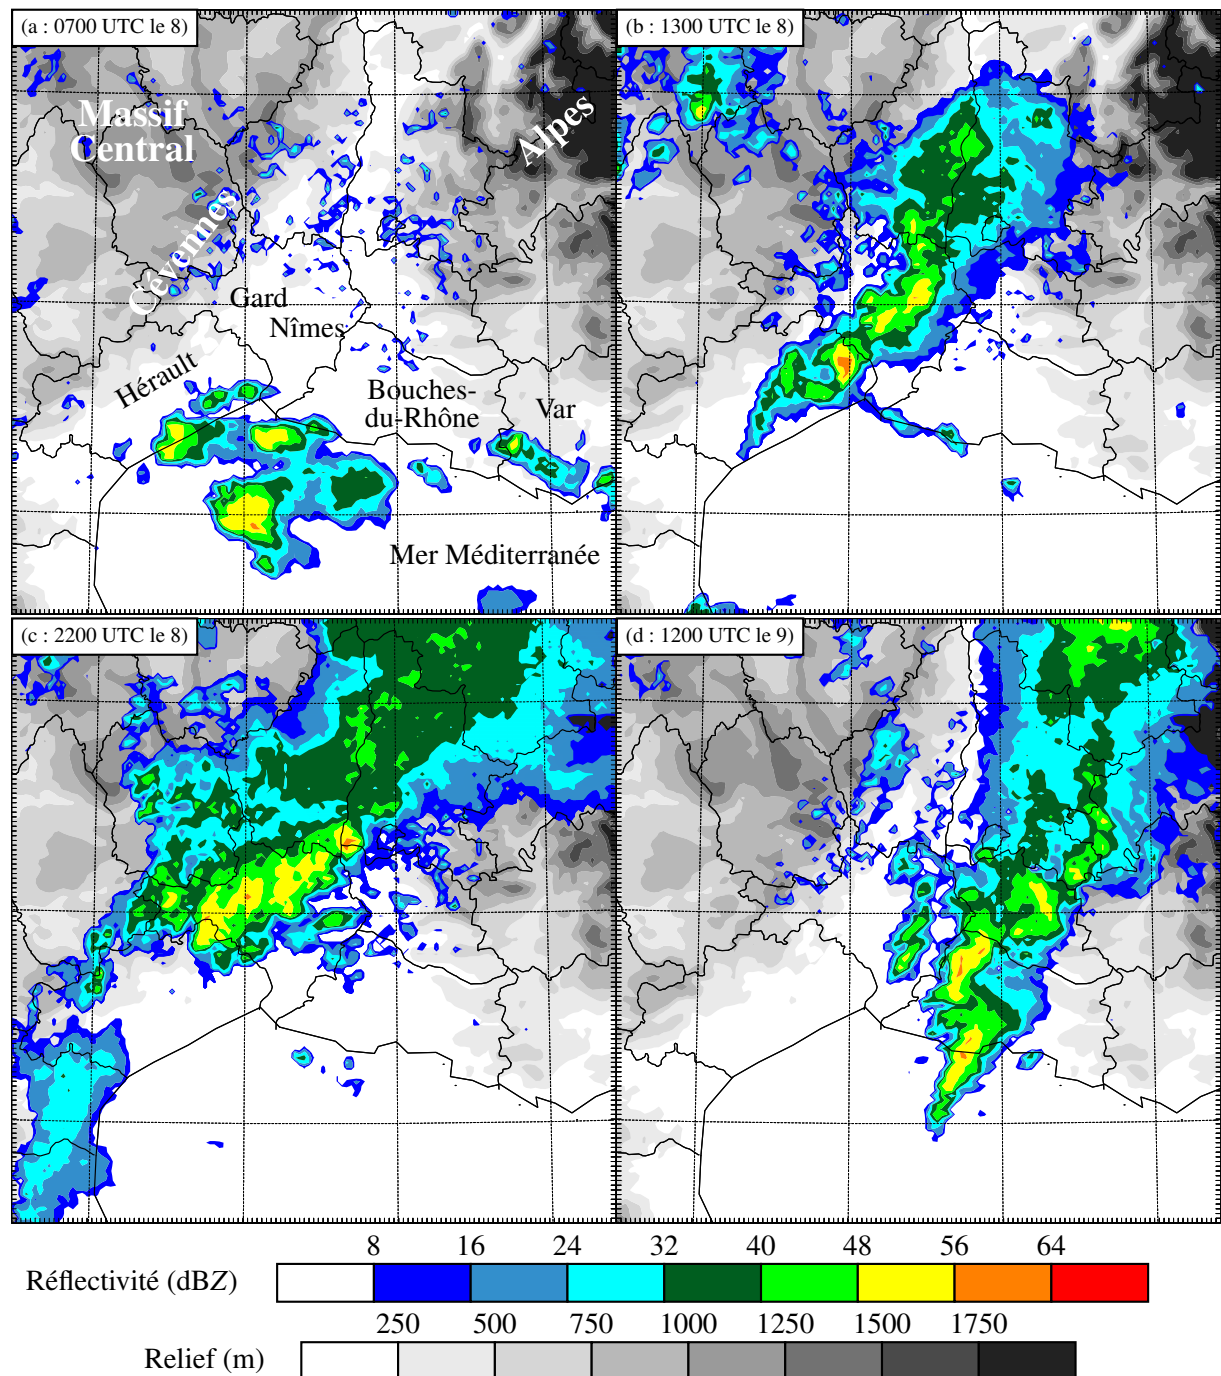 (a : 0700 UTC le 8)
(b : 1300 UTC le 8)
Massif
Central
Alpes
Cévennes
Gard
Nîmes
Hérault
Bouches-
du-Rhône
Var
Mer Méditerranée
(c : 2200 UTC le 8)
(d : 1200 UTC le 9)
8 16 24 32 40 48 56 64
Réflectivité (dBZ)
250 500 750 1000 1250 1500 1750
Relief (m)